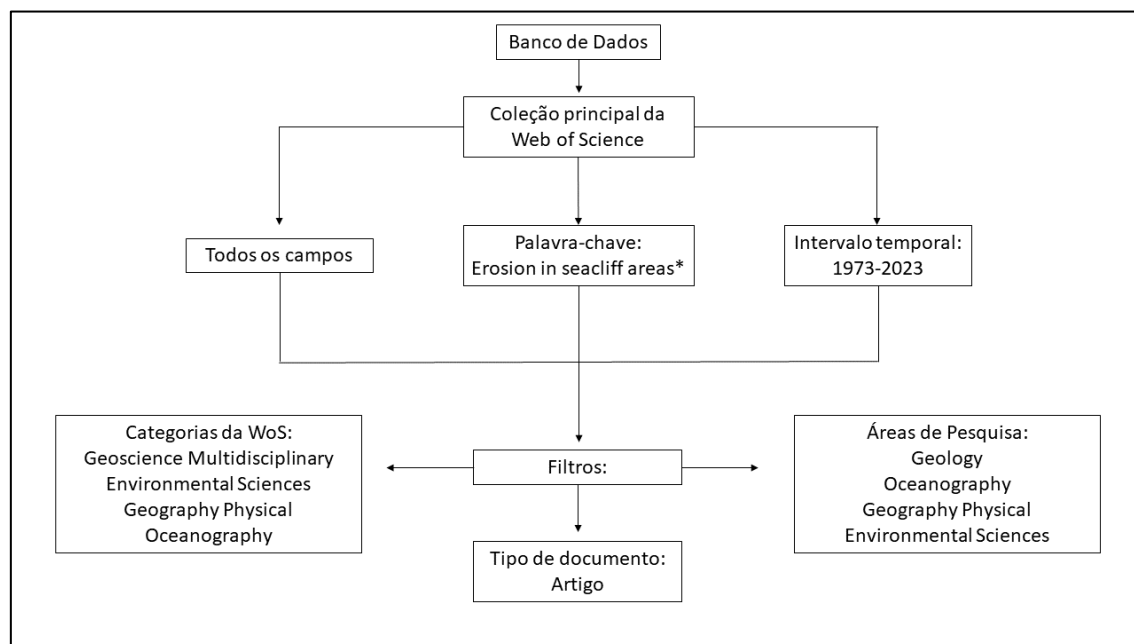 Banco de Dados
Coleção principal da
Web of Science
Todos os campos
Palavra-chave:
Erosion in seacliff areas*
Intervalo temporal:
1973-2023
Categorias da WoS:
Geoscience Multidisciplinary
Environmental Sciences
Geography Physical
Oceanography
Filtros:
Áreas de Pesquisa:
Geology
Oceanography
Geography Physical
Environmental Sciences
Tipo de documento:
Artigo